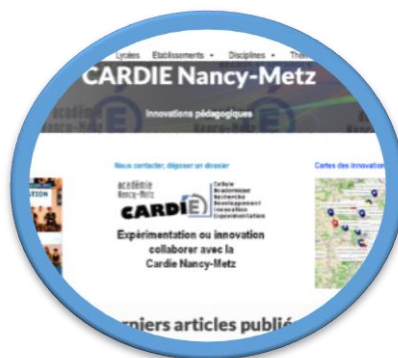 Lycées Etablissements Disciplines
CARDIE Nancy-Metz
Innovations pédagogiques
Nous contacter, déposer un dossier
Cartes des Innovation
académie
Nancy-Metz
CARDIE
Cellule
Académique
Recherche
Développement
Innovation
Expérimentation
Expérimentation ou innovation
collaborer avec la
Cardie Nancy-Metz
rniers articles publié